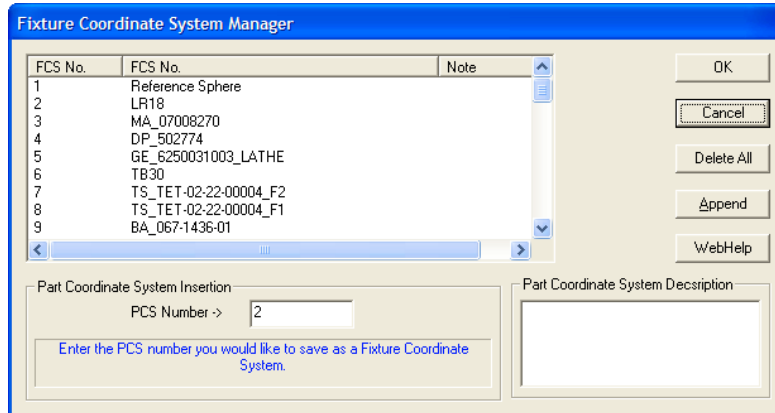 Fixture Coordinate System Manager
FCS No. FCS No. Note
1 Reference Sphere
2 LR18
3 MA_07008270
4 DP_502774
5 GE_6250031003_LATHE
6 TB30
7 TS_TET-02-22-00004_F2
8 TS_TET-02-22-00004_F1
9 BA_067-1436-01
OK
Cancel
Delete All
Append
WebHelp
Part Coordinate System Insertion
PCS Number -> 2
Enter the PCS number you would like to save as a Fixture Coordinate
System.
Part Coordinate System Decsription